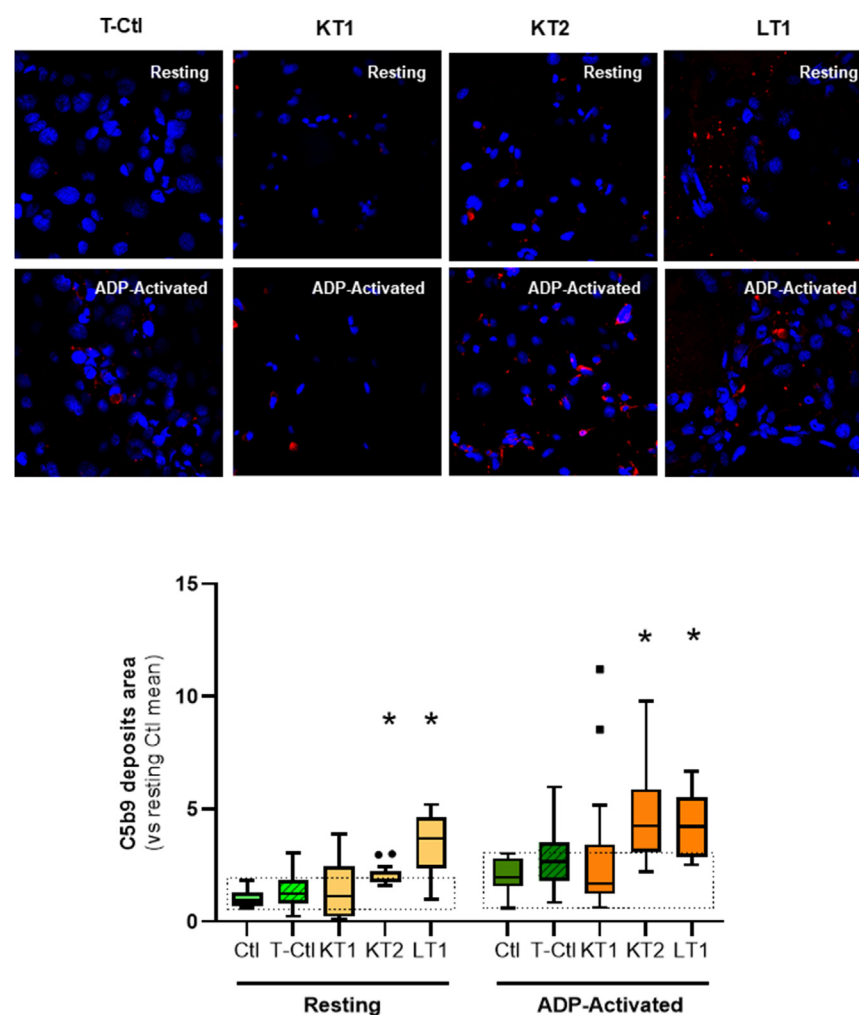 T-Ctl KT1 KT2 LT1
Resting Resting Resting Resting
ADP-Activated ADP-Activated ADP-Activated ADP-Activated
C5b9 deposits area
(vs resting Ctl mean)
15
10
5
0
* * * *
Ctl T-Ctl KT1 KT2 LT1 Ctl T-Ctl KT1 KT2 LT1
Resting ADP-Activated